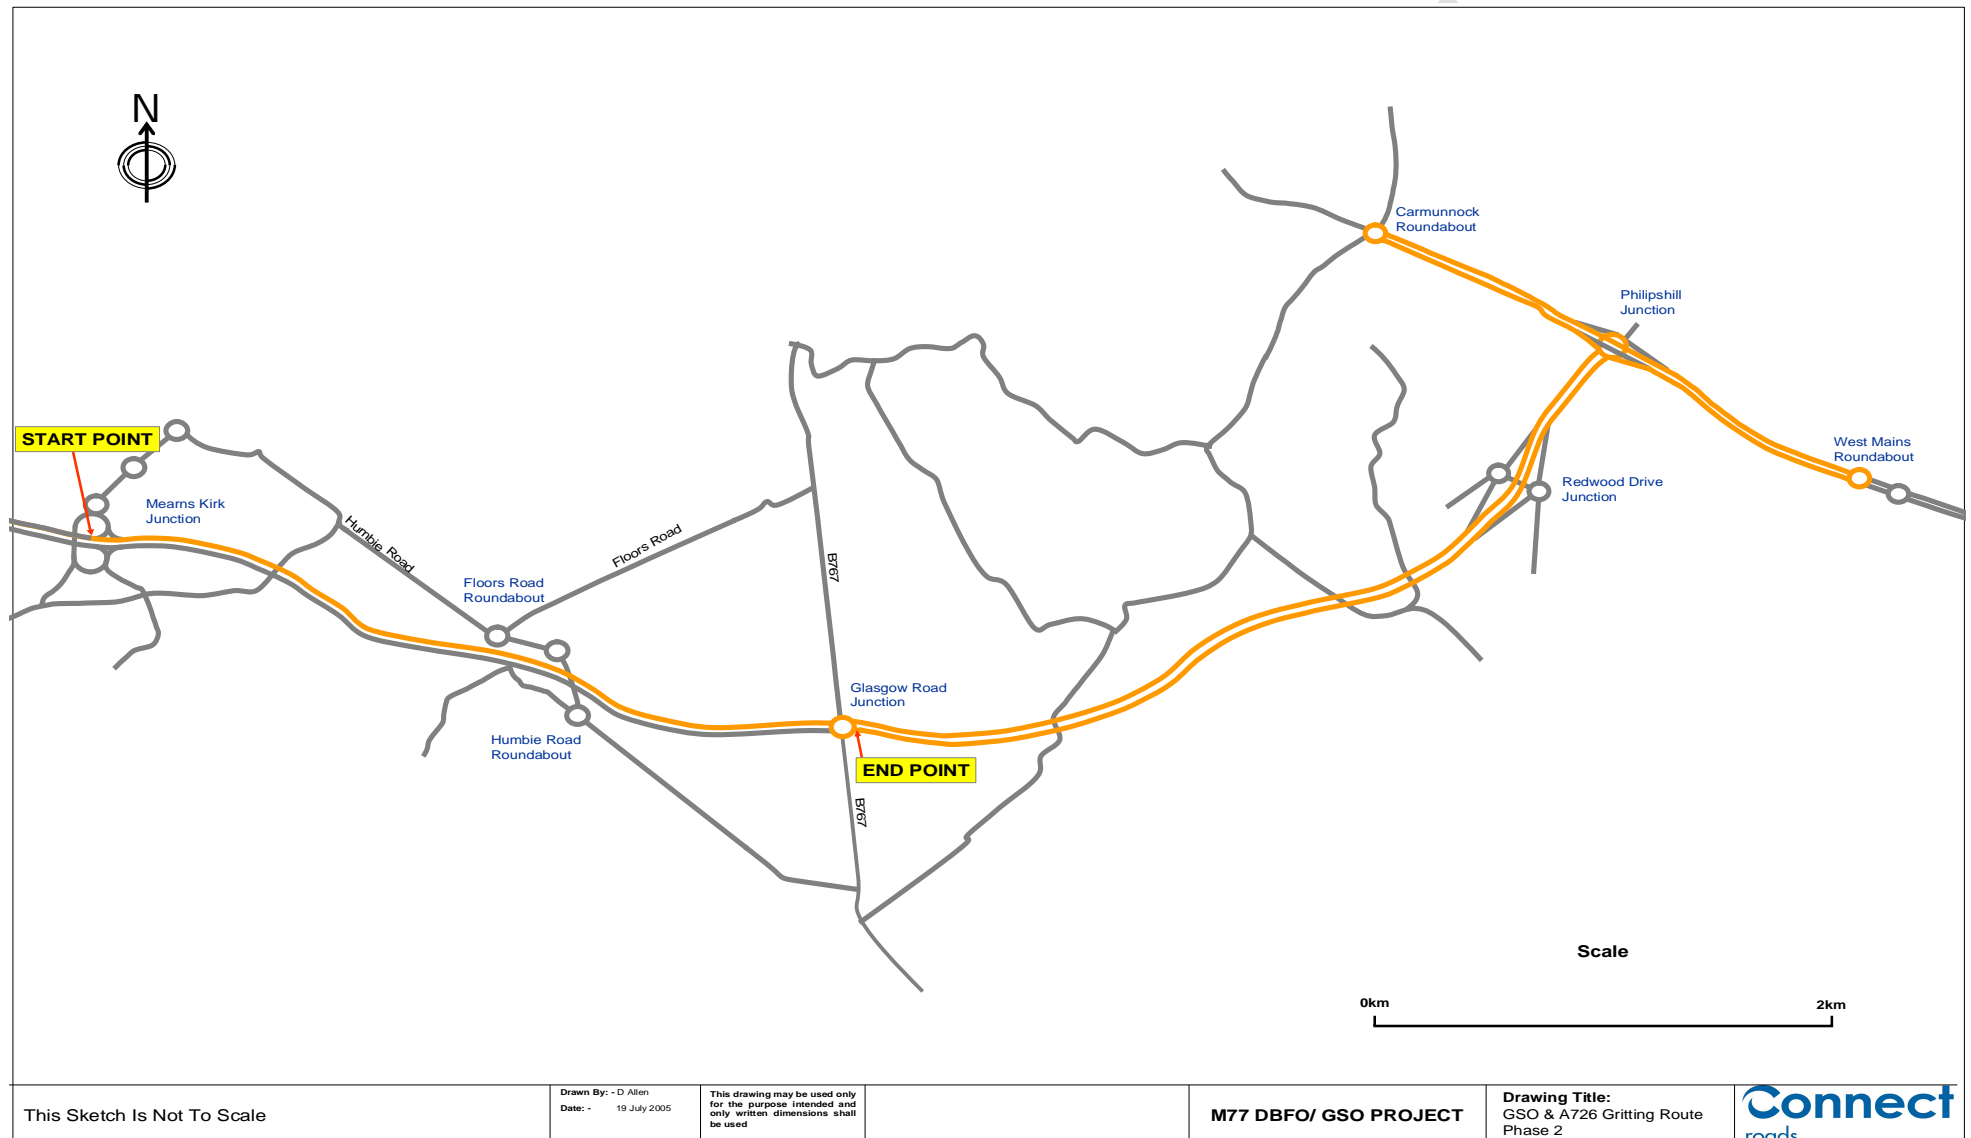 N
Carmunnock
Roundabout
Philipshill
Junction
START POINT
West Mains
Roundabout
Mearns Kirk
Junction
Redwood Drive
Junction
Humbie Road
Floors Road
B767
Floors Road
Roundabout
Glasgow Road
Junction
Humbie Road
Roundabout
END POINT
B767
Scale
0km
2km
This Sketch Is Not To Scale
Drawn By: - D Allen
Date: - 19 July 2005
This drawing may be used only
for the purpose intended and
only written dimensions shall
be used
M77 DBFO/ GSO PROJECT
Drawing Title:
GSO & A726 Gritting Route
Phase 2
Connect
roads